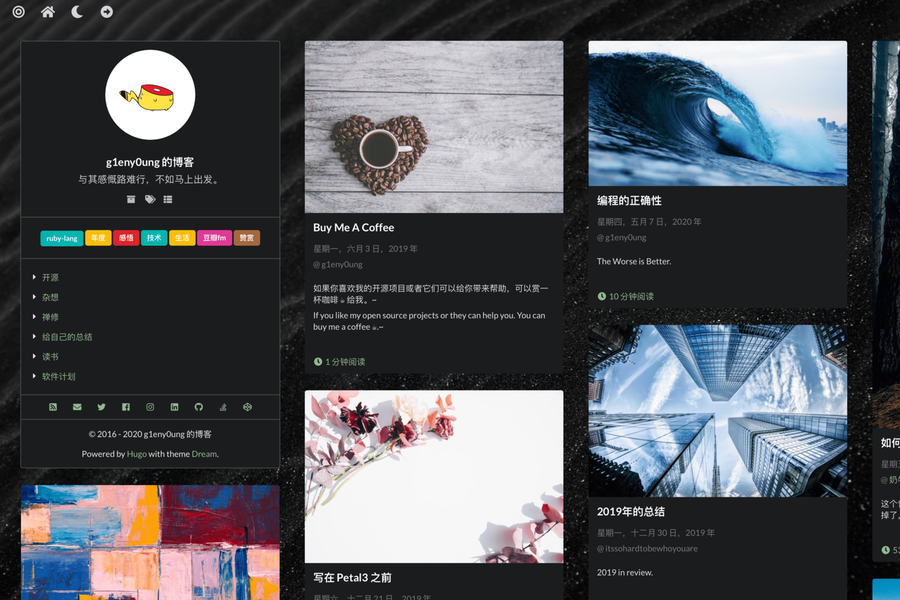 g1eny0ung 的博客
与其感慨路难行，不如马上出发。
ruby-lang
年度
感悟
技术
生活
豆瓣fm
赞赏
开源
杂想
禅修
给自己的总结
读书
软件计划
© 2016 - 2020 g1eny0ung 的博客
Powered by Hugo with theme Dream.
Buy Me A Coffee
星期一，六月 3 日，2019 年
@ g1eny0ung
如果你喜欢我的开源项目或者它们可以给你带来帮助，可以赏一
杯咖啡 ☕ 给我。~
If you like my open source projects or they can help you. You can
buy me a coffee ☕.~
1 分钟阅读
写在 Petal3 之前
星期六，十二月 21 日，2019 年
编程的正确性
星期四，五月 7 日，2020 年
@ g1eny0ung
The Worse is Better.
10 分钟阅读
2019年的总结
星期一，十二月 30 日，2019 年
@ itssohardtobewhoyouare
2019 in review.
如何
星期
@ 奶
这个
掉了，
53